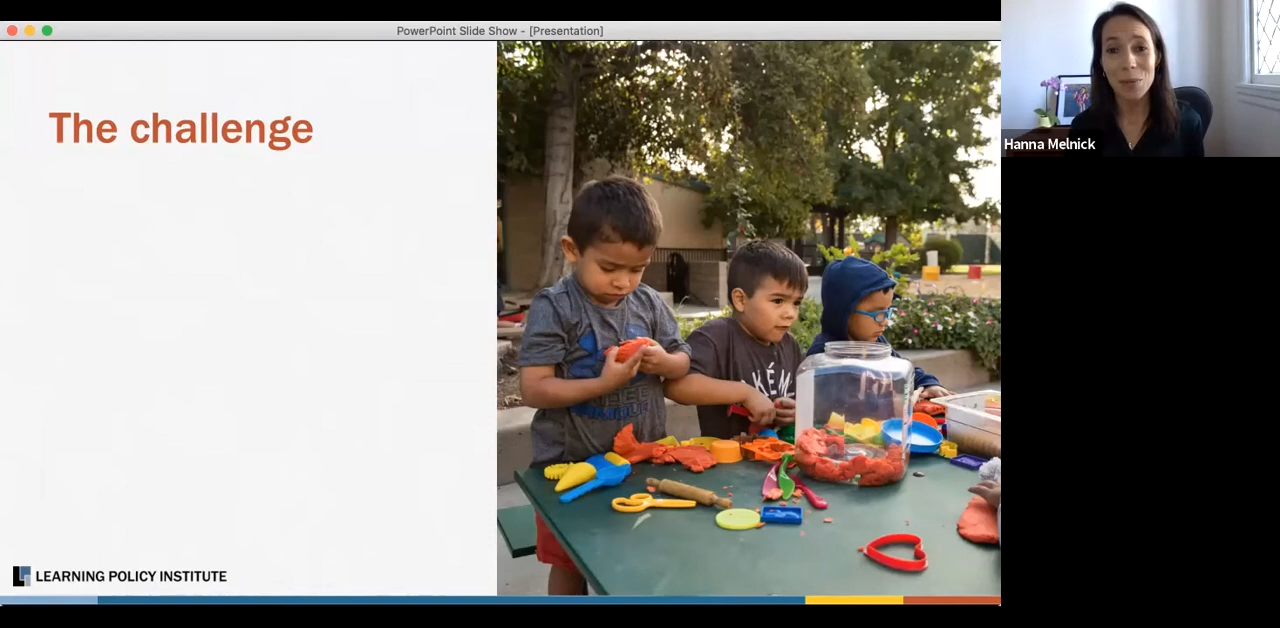 PowerPoint Slide Show - [Presentation]
Hanna Melnick
The challenge
LEARNING POLICY INSTITUTE